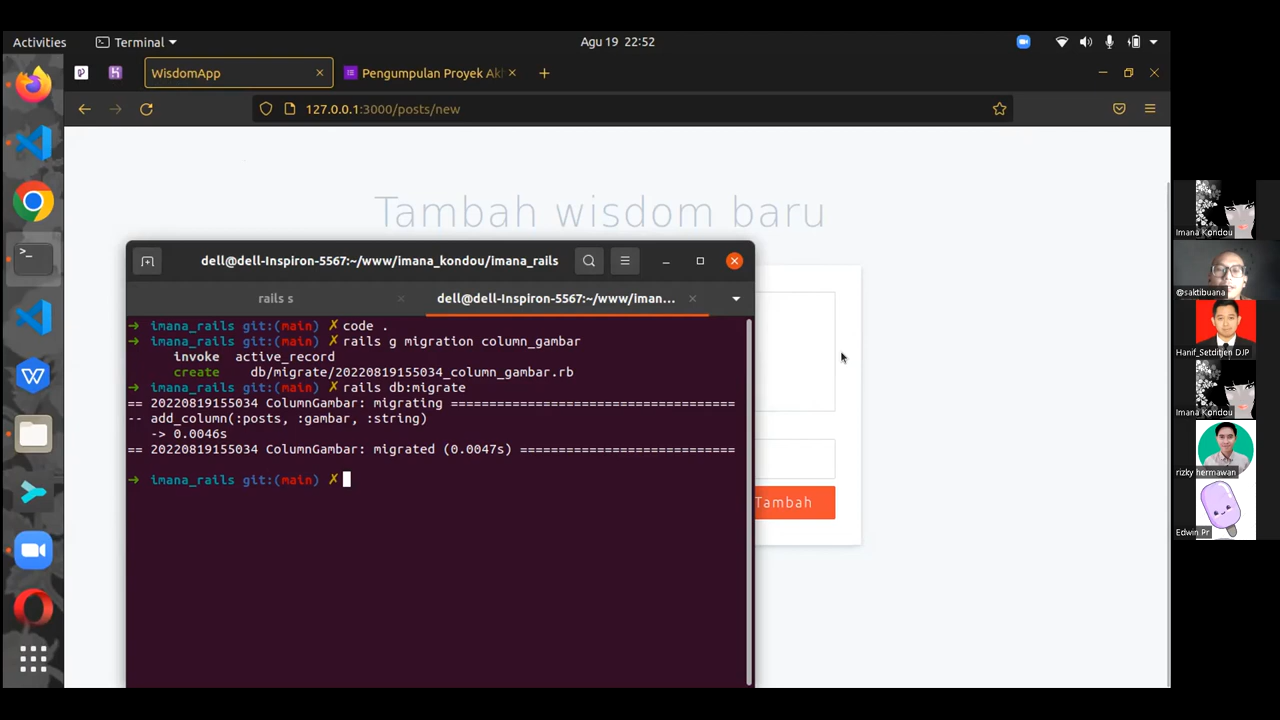 Activities
Terminal
Agu 19 22:52
WisdomApp
Pengumpulan Proyek Ak
127.0.0.1:3000/posts/new
Tambah wisdom baru
dell@dell-Inspiron-5567:~/www/imana_kondou/imana_rails
rails s
dell@dell-Inspiron-5567:~/www/iman...
➜ imana_rails git:(main) ✗ code .
➜ imana_rails git:(main) ✗ rails g migration column_gambar
invoke active_record
create db/migrate/20220819155034_column_gambar.rb
➜ imana_rails git:(main) ✗ rails db:migrate
== 20220819155034 ColumnGambar: migrating =====================================
-- add_column(:posts, :gambar, :string)
-> 0.0046s
== 20220819155034 ColumnGambar: migrated (0.0047s) ============================
➜ imana_rails git:(main) ✗
Tambah
Imana Kondou
@saktibuana
Hanif_Setditjen DJP
Imana Kondou
rizky hermawan
Edwin Pr